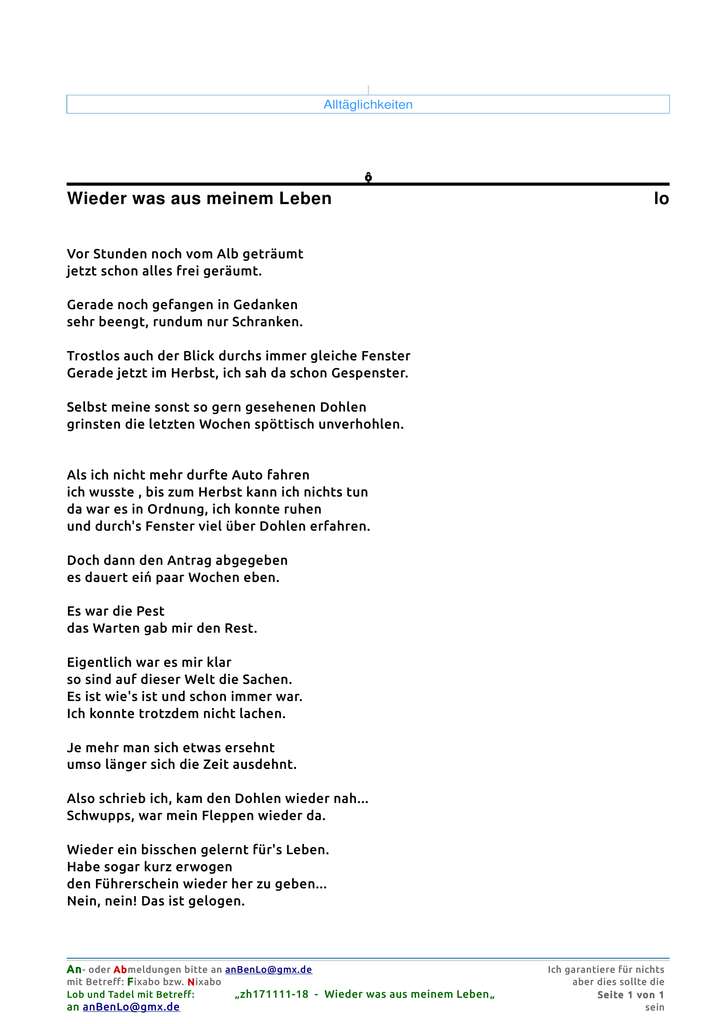 Alltäglichkeiten
Wieder was aus meinem Leben lo
Vor Stunden noch vom Alb geträumt
jetzt schon alles frei geräumt.
Gerade noch gefangen in Gedanken
sehr beengt, rundum nur Schranken.
Trostlos auch der Blick durchs immer gleiche Fenster
Gerade jetzt im Herbst, ich sah da schon Gespenster.
Selbst meine sonst so gern gesehenen Dohlen
grinsten die letzten Wochen spöttisch unverhohlen.
Als ich nicht mehr durfte Auto fahren
ich wusste , bis zum Herbst kann ich nichts tun
da war es in Ordnung, ich konnte ruhen
und durch's Fenster viel über Dohlen erfahren.
Doch dann den Antrag abgegeben
es dauert eiń paar Wochen eben.
Es war die Pest
das Warten gab mir den Rest.
Eigentlich war es mir klar
so sind auf dieser Welt die Sachen.
Es ist wie's ist und schon immer war.
Ich konnte trotzdem nicht lachen.
Je mehr man sich etwas ersehnt
umso länger sich die Zeit ausdehnt.
Also schrieb ich, kam den Dohlen wieder nah...
Schwupps, war mein Fleppen wieder da.
Wieder ein bisschen gelernt für's Leben.
Habe sogar kurz erwogen
den Führerschein wieder her zu geben...
Nein, nein! Das ist gelogen.
An- oder Abmeldungen bitte an anBenLo@gmx.de
mit Betreff: Fixabo bzw. Nixabo
Lob und Tadel mit Betreff: „zh171111-18 - Wieder was aus meinem Leben„
an anBenLo@gmx.de
Ich garantiere für nichts
aber dies sollte die
Seite 1 von 1
sein